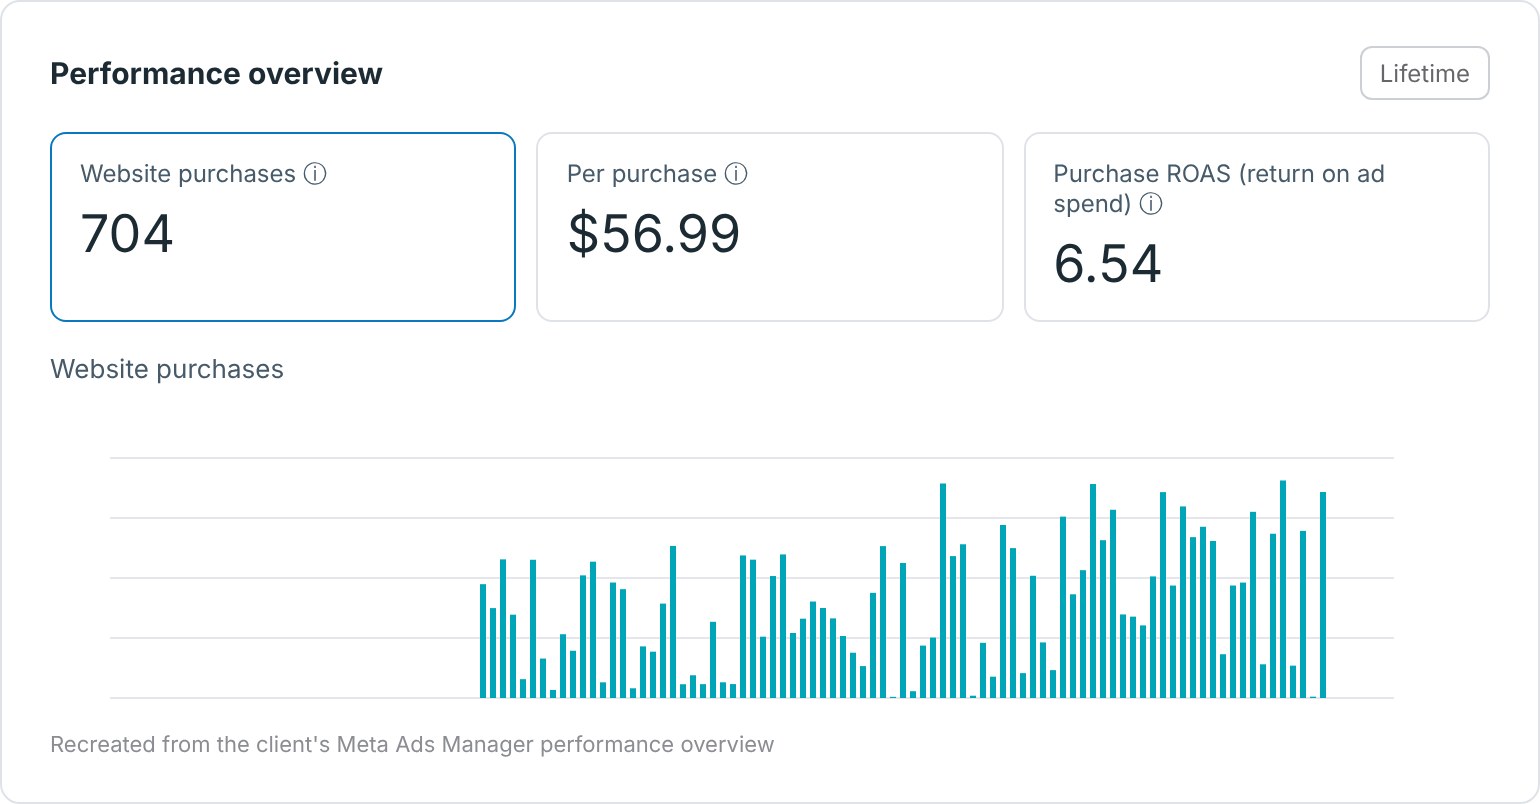 Performance overview
Lifetime
Website purchases ⓘ
704
Per purchase ⓘ
$56.99
Purchase ROAS (return on ad
spend) ⓘ
6.54
Website purchases
Recreated from the client's Meta Ads Manager performance overview